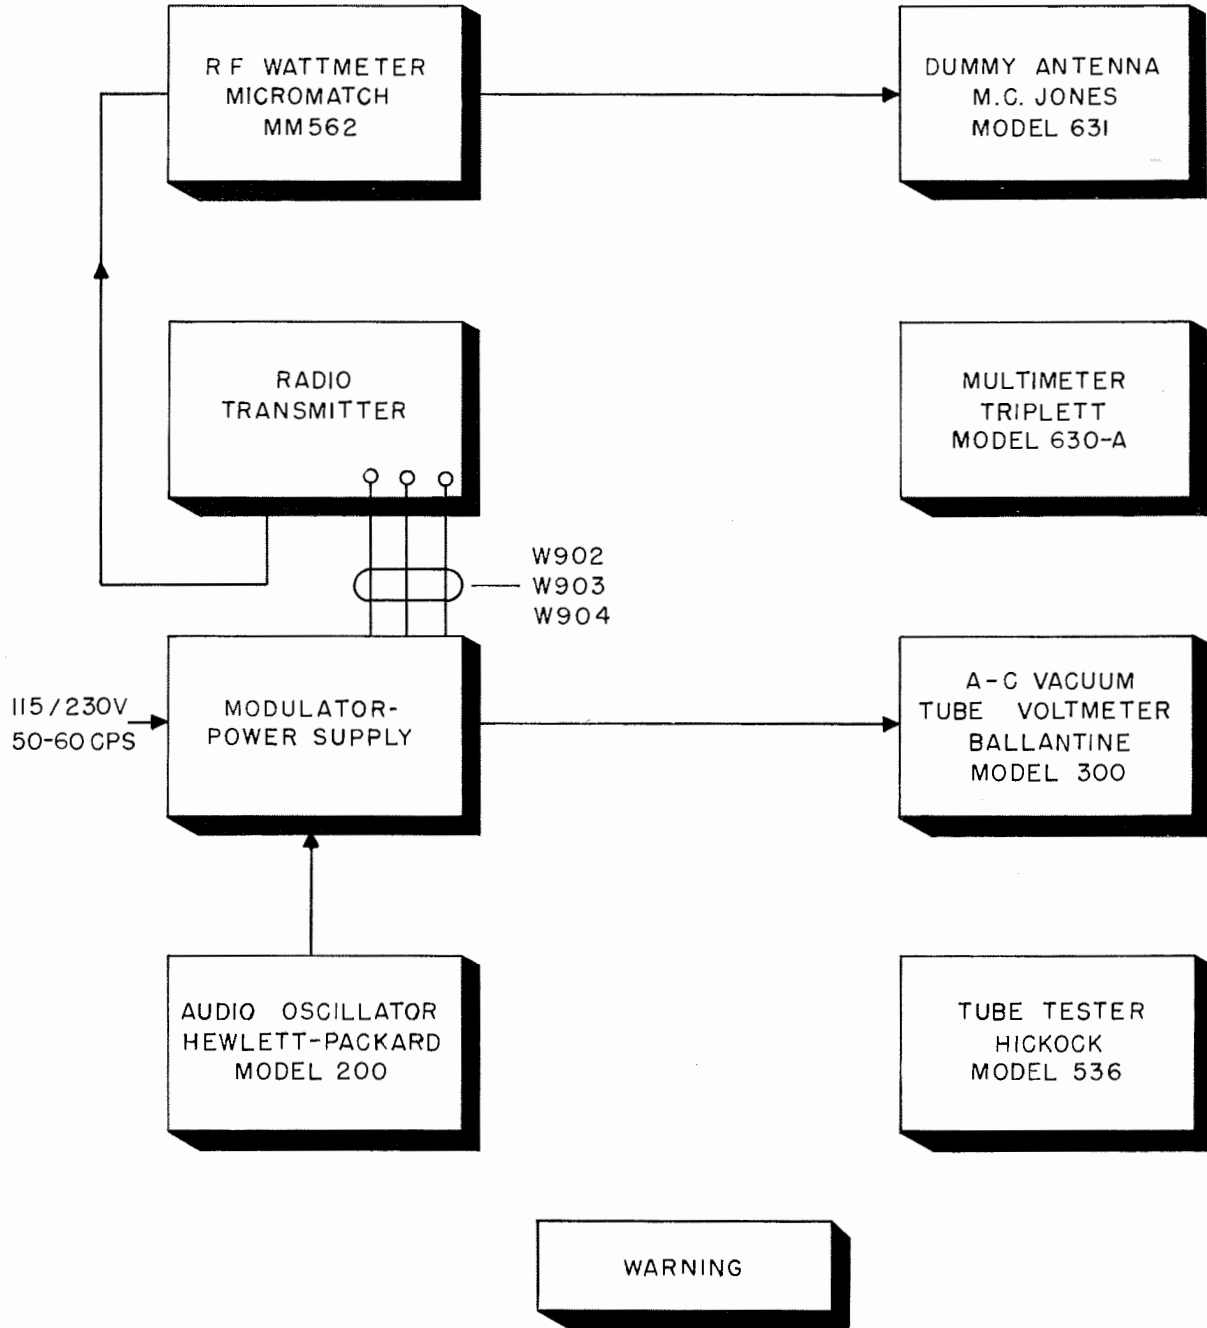 RF WATTMETER
MICROMATCH
MM562
DUMMY ANTENNA
M.C. JONES
MODEL 631
RADIO
TRANSMITTER
MULTIMETER
TRIPLETT
MODEL 630-A
W902
W903
W904
115/230V
50-60 CPS
MODULATOR-
POWER SUPPLY
A-C VACUUM
TUBE VOLTMETER
BALLANTINE
MODEL 300
AUDIO OSCILLATOR
HEWLETT-PACKARD
MODEL 200
TUBE TESTER
HICKOCK
MODEL 536
WARNING